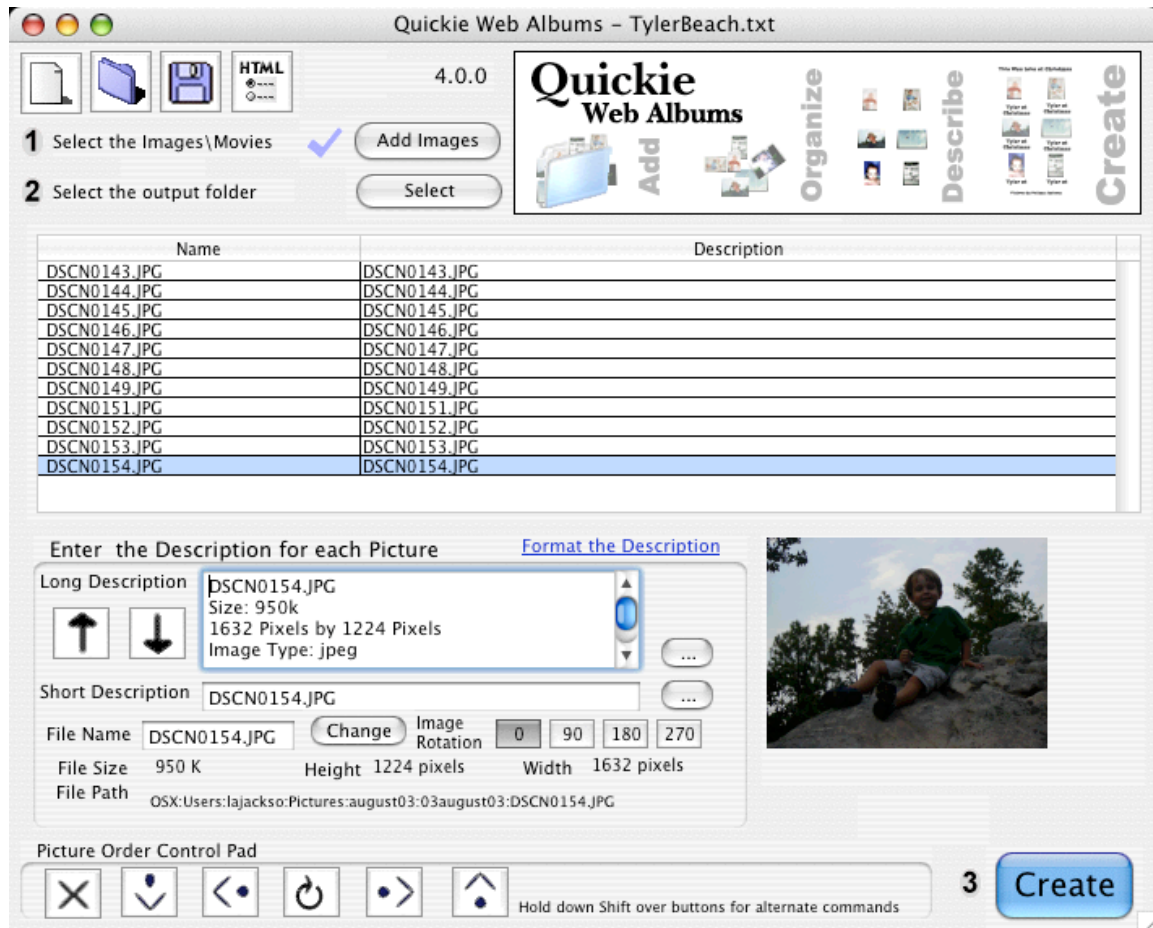 Quickie Web Albums – TylerBeach.txt
HTML
4.0.0
1 Select the Images\Movies
Add Images
2 Select the output folder
Select
Quickie
Web Albums
Add
Organize
Describe
Create
Name Description
DSCN0143.JPG DSCN0143.JPG
DSCN0144.JPG DSCN0144.JPG
DSCN0145.JPG DSCN0145.JPG
DSCN0146.JPG DSCN0146.JPG
DSCN0147.JPG DSCN0147.JPG
DSCN0148.JPG DSCN0148.JPG
DSCN0149.JPG DSCN0149.JPG
DSCN0151.JPG DSCN0151.JPG
DSCN0152.JPG DSCN0152.JPG
DSCN0153.JPG DSCN0153.JPG
DSCN0154.JPG DSCN0154.JPG
Enter the Description for each Picture
Format the Description
Long Description
DSCN0154.JPG
Size: 950k
1632 Pixels by 1224 Pixels
Image Type: jpeg
...
Short Description DSCN0154.JPG ...
File Name DSCN0154.JPG Change Image Rotation 0 90 180 270
File Size 950 K Height 1224 pixels Width 1632 pixels
File Path OSX:Users:lajackso:Pictures:august03:03august03:DSCN0154.JPG
Picture Order Control Pad
Hold down Shift over buttons for alternate commands
3 Create